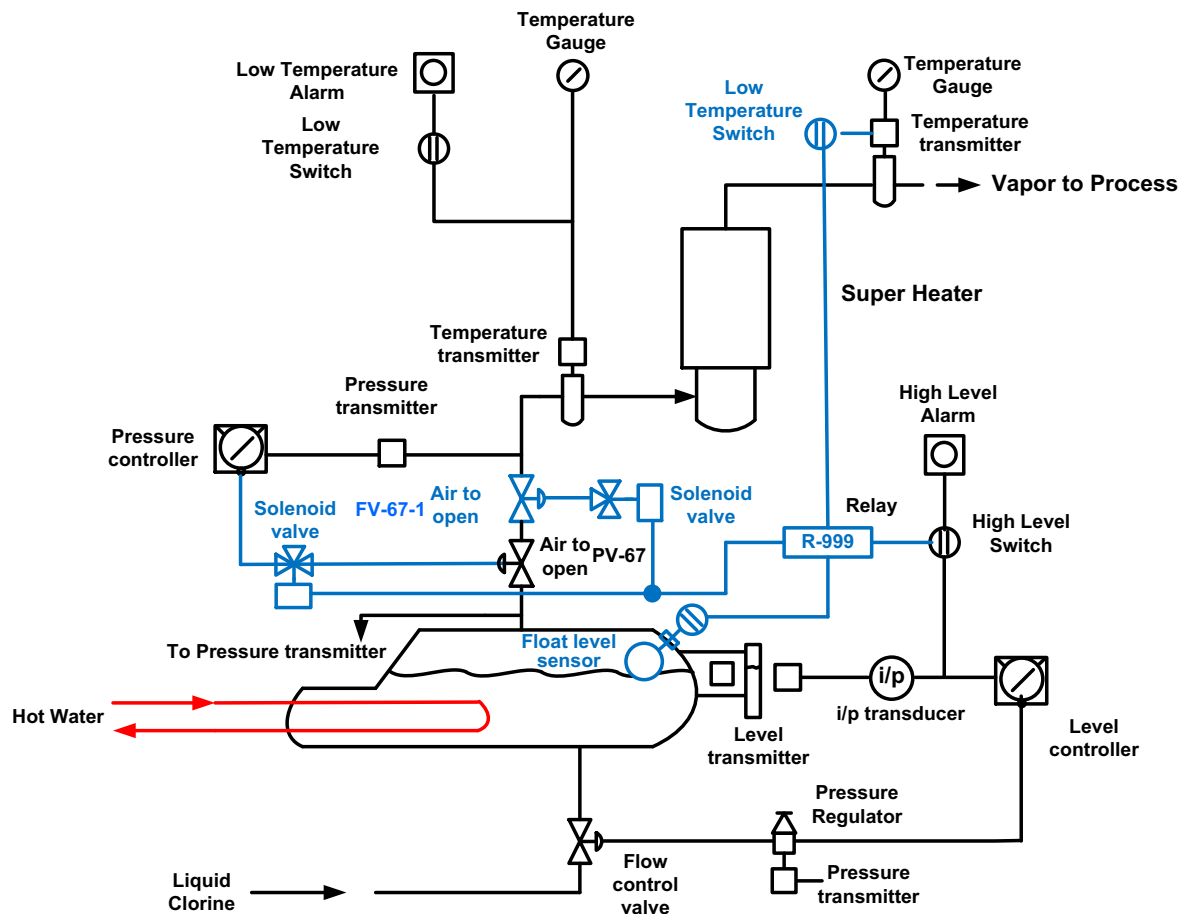 Temperature
Gauge
Low Temperature
Alarm
Low
Temperature
Switch
Low
Temperature
Switch
Temperature
Gauge
Temperature
transmitter
Vapor to Process
Super Heater
Temperature
transmitter
Pressure
transmitter
Pressure
controller
High Level
Alarm
Solenoid
valve
FV-67-1
Air to
open
Solenoid
valve
Relay
R-999
High Level
Switch
Air to
open
PV-67
To Pressure transmitter
Float level
sensor
Hot Water
i/p
i/p transducer
Level
transmitter
Level
controller
Pressure
Regulator
Liquid
Clorine
Flow
control
valve
Pressure
transmitter